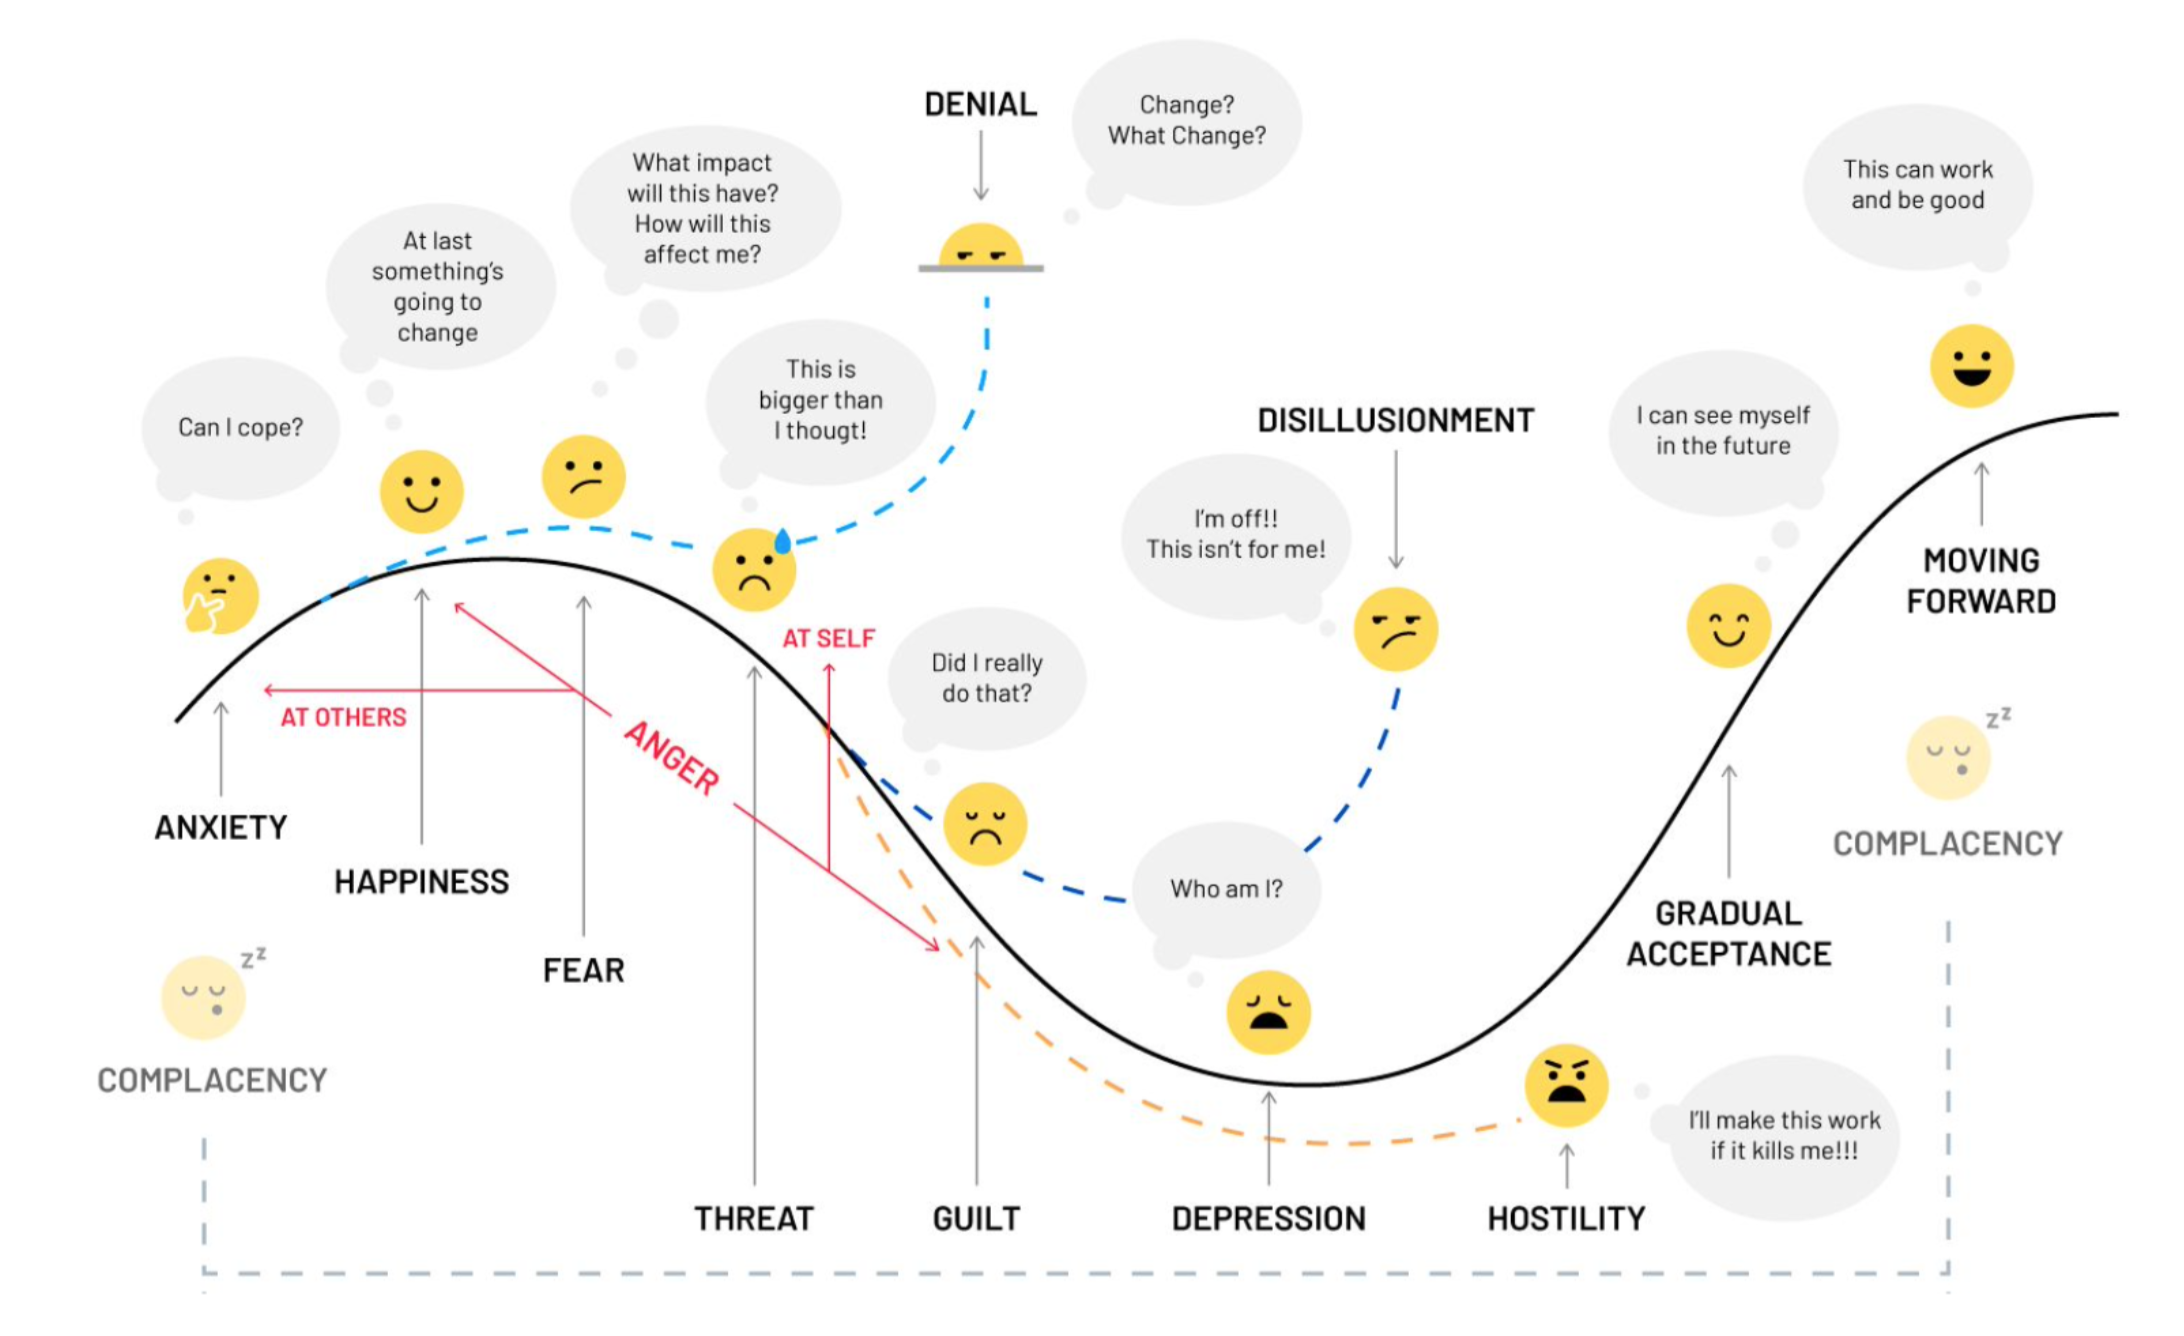 DENIAL
Change?
What Change?
What impact
will this have?
How will this
affect me?
At last
something's
going to
change
This is
bigger than
I thougt!
Can I cope?
This can work
and be good
DISILLUSIONMENT
I can see myself
in the future
I'm off!!
This isn't for me!
MOVING
FORWARD
AT SELF
Did I really
do that?
AT OTHERS
ANGER
ANXIETY
HAPPINESS
FEAR
Who am I?
zz
COMPLACENCY
GRADUAL
ACCEPTANCE
zz
COMPLACENCY
I'll make this work
if it kills me!!!
THREAT
GUILT
DEPRESSION
HOSTILITY